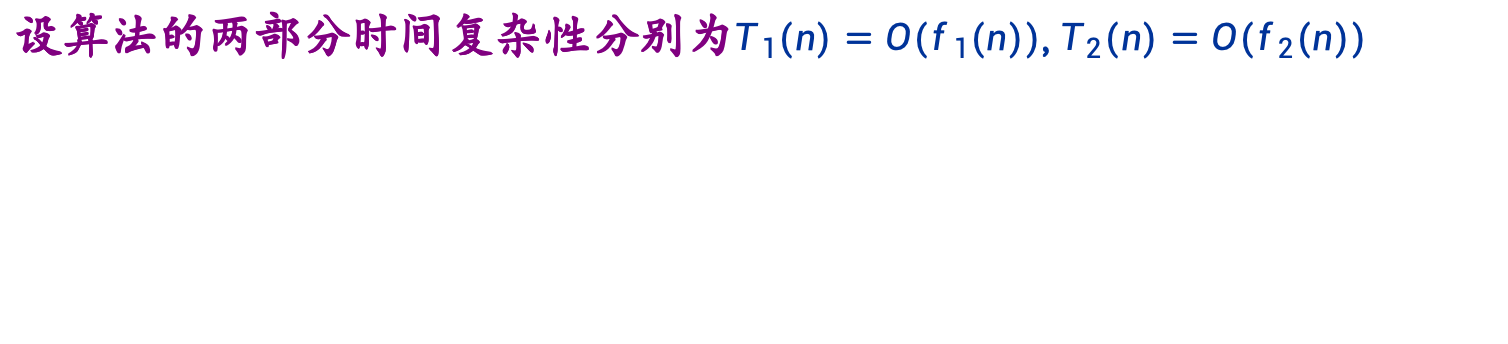 设算法的两部分时间复杂性分别为T1(n) = O(f1(n)), T2(n) = O(f2(n))